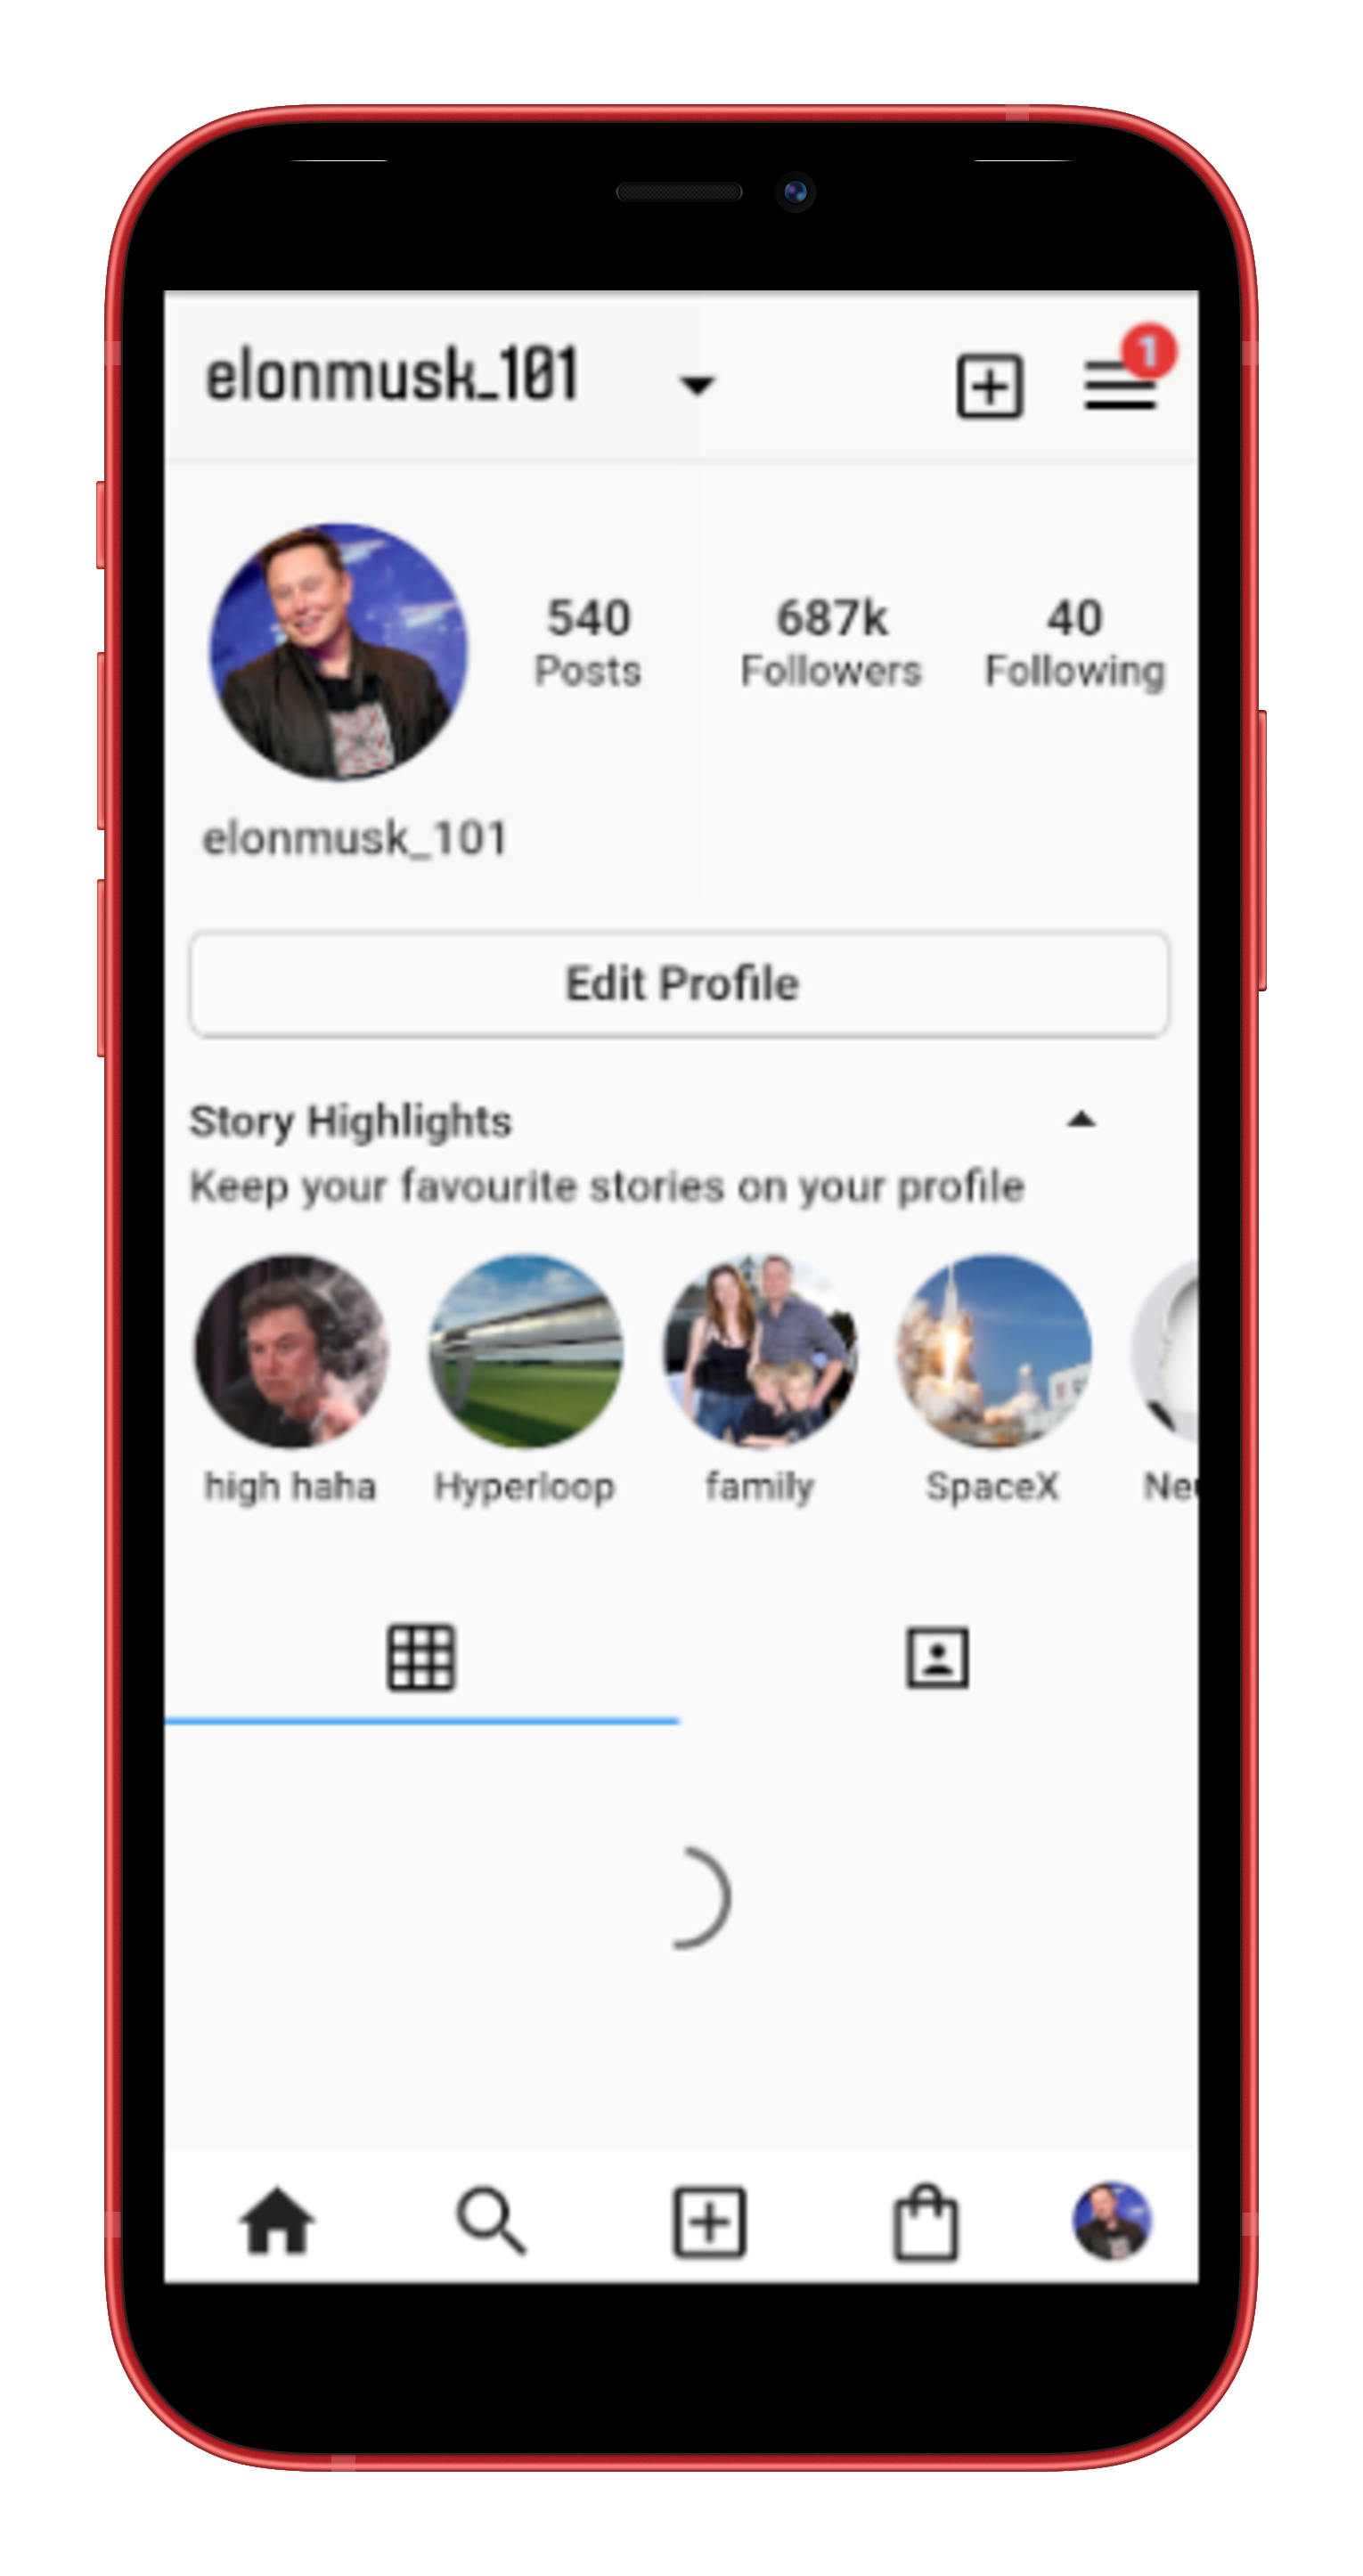 elonmusk_101
1
540 687k 40
Posts Followers Following
elonmusk_101
Edit Profile
Story Highlights
Keep your favourite stories on your profile
high haha Hyperloop family SpaceX